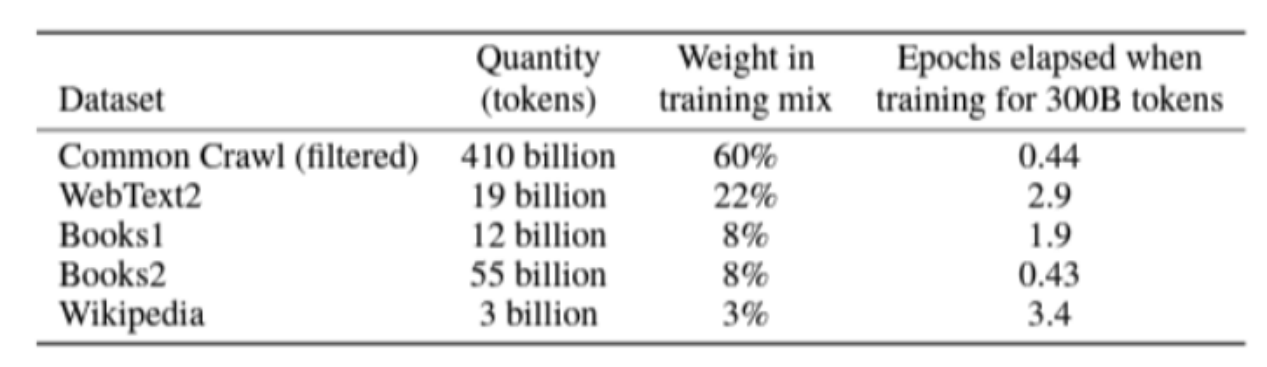 Dataset Quantity (tokens) Weight in training mix Epochs elapsed when training for 300B tokens
Common Crawl (filtered) 410 billion 60% 0.44
WebText2 19 billion 22% 2.9
Books1 12 billion 8% 1.9
Books2 55 billion 8% 0.43
Wikipedia 3 billion 3% 3.4